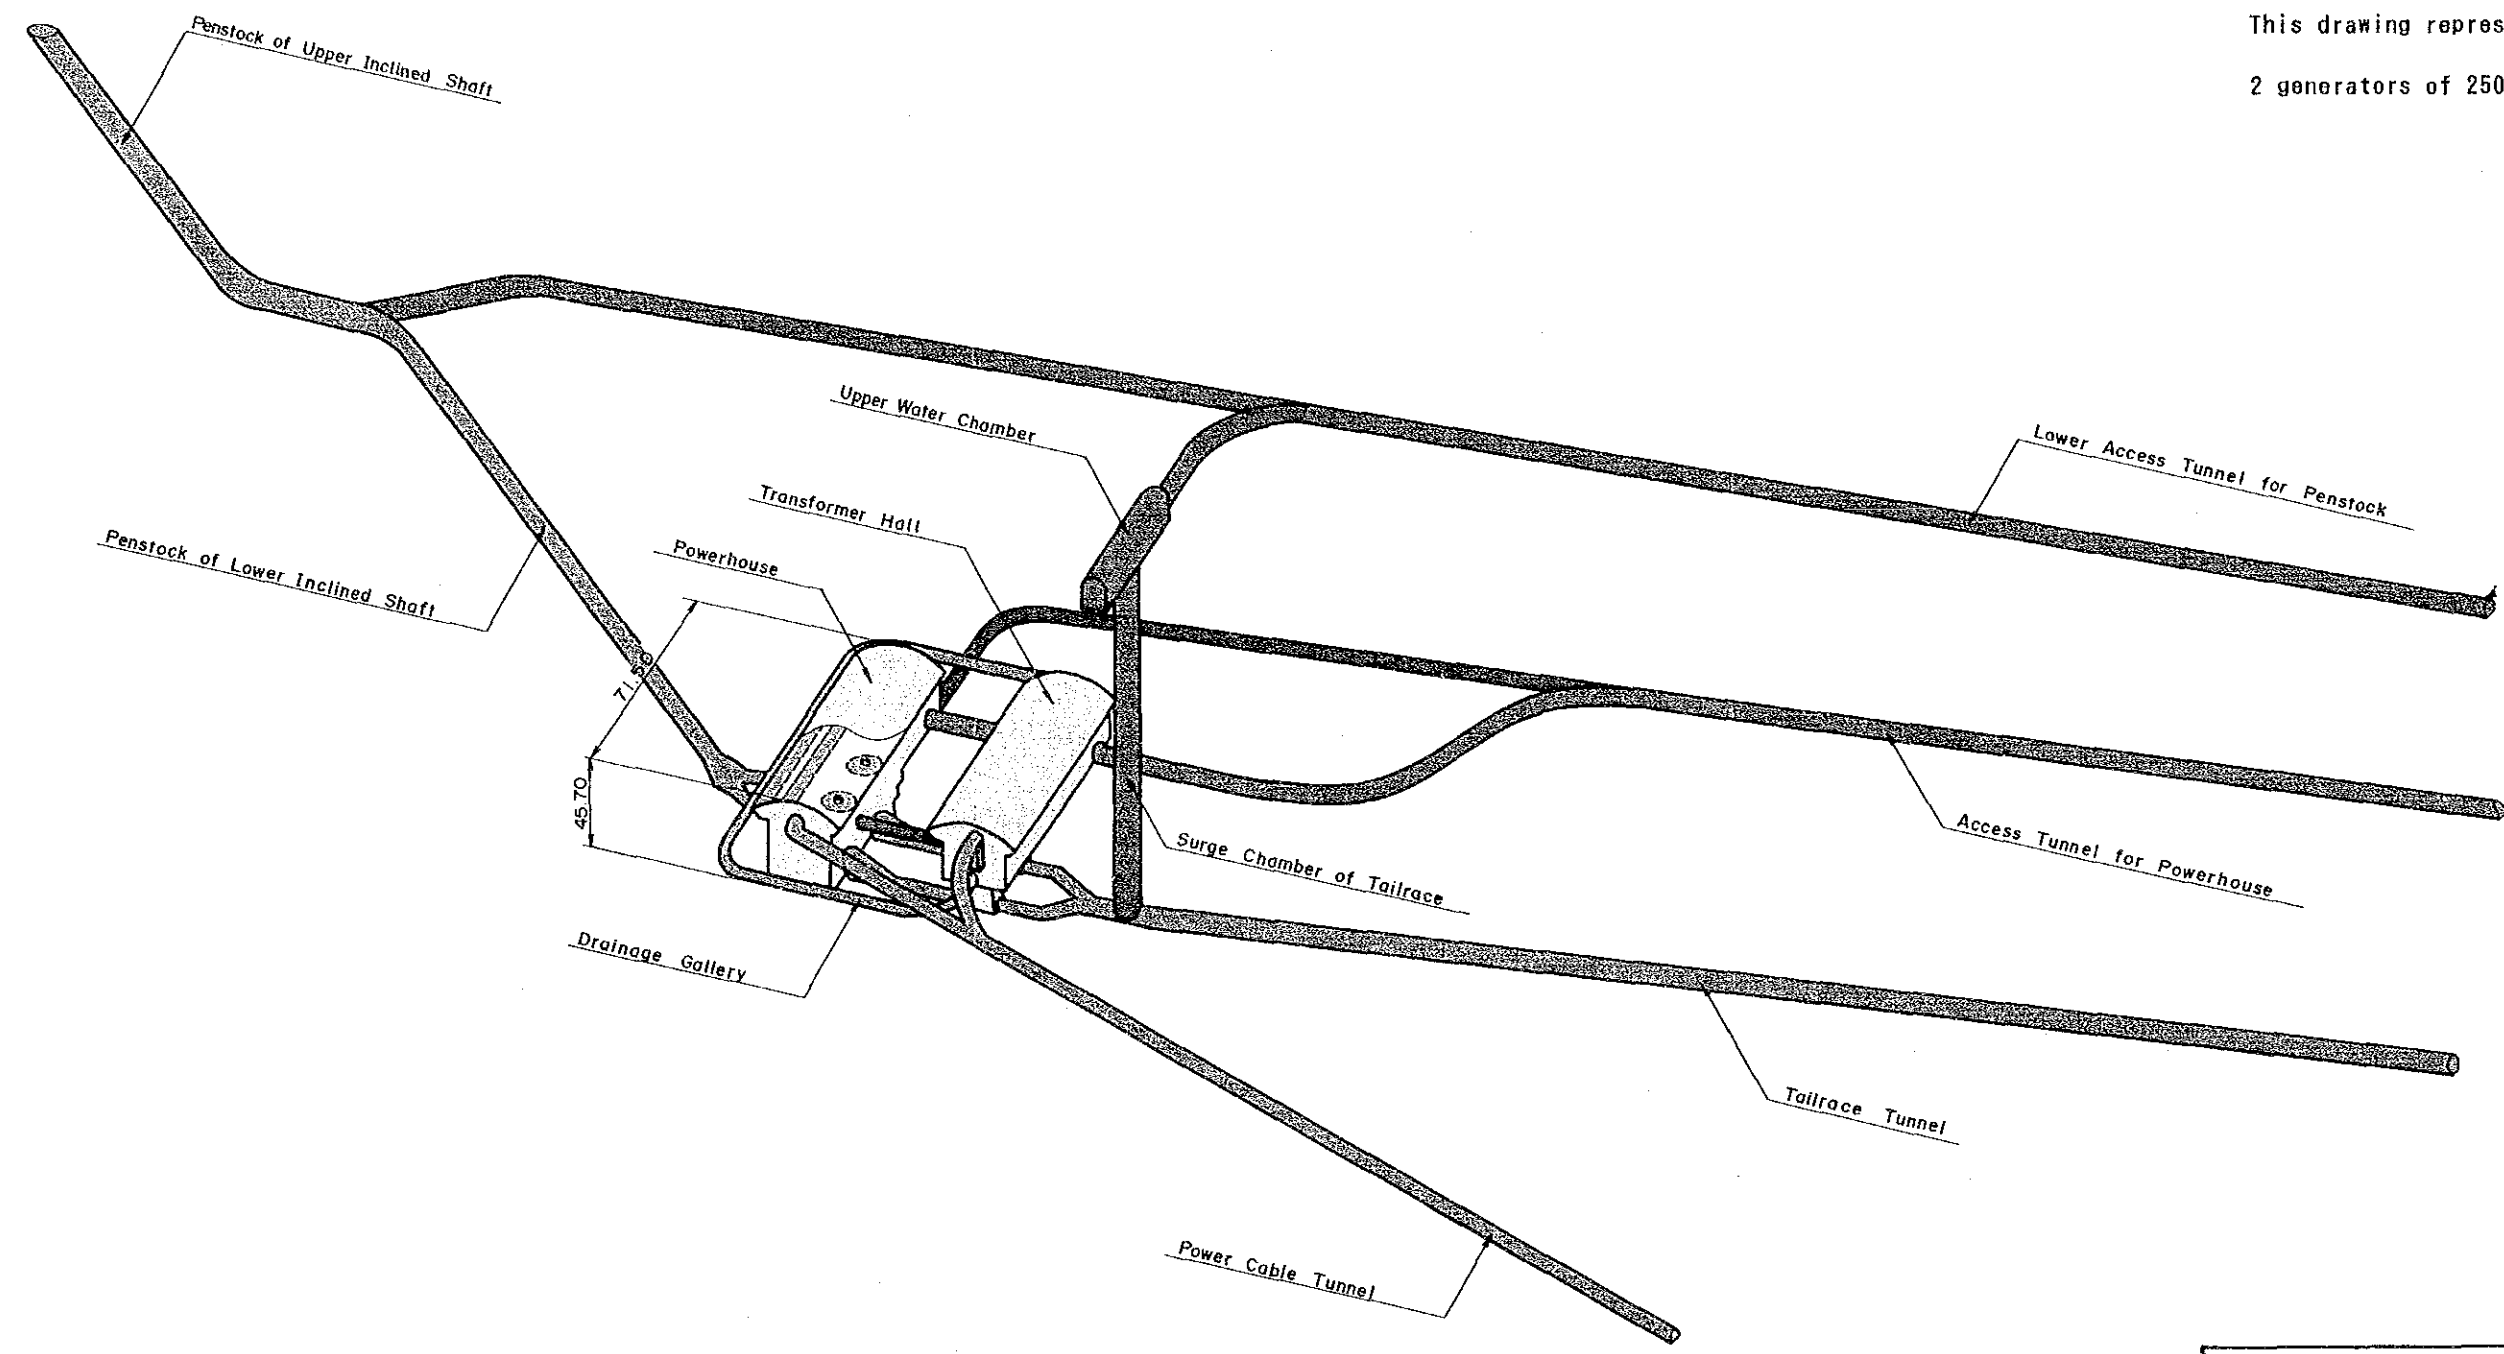 This drawing repres
2 generators of 250
Penstock of Upper Inclined Shaft
Upper Water Chamber
Lower Access Tunnel for Penstock
Transformer Hall
Powerhouse
Penstock of Lower Inclined Shaft
71.50
45.70
Access Tunnel for Powerhouse
Surge Chamber of Tailrace
Drainage Gallery
Tailrace Tunnel
Power Cable Tunnel